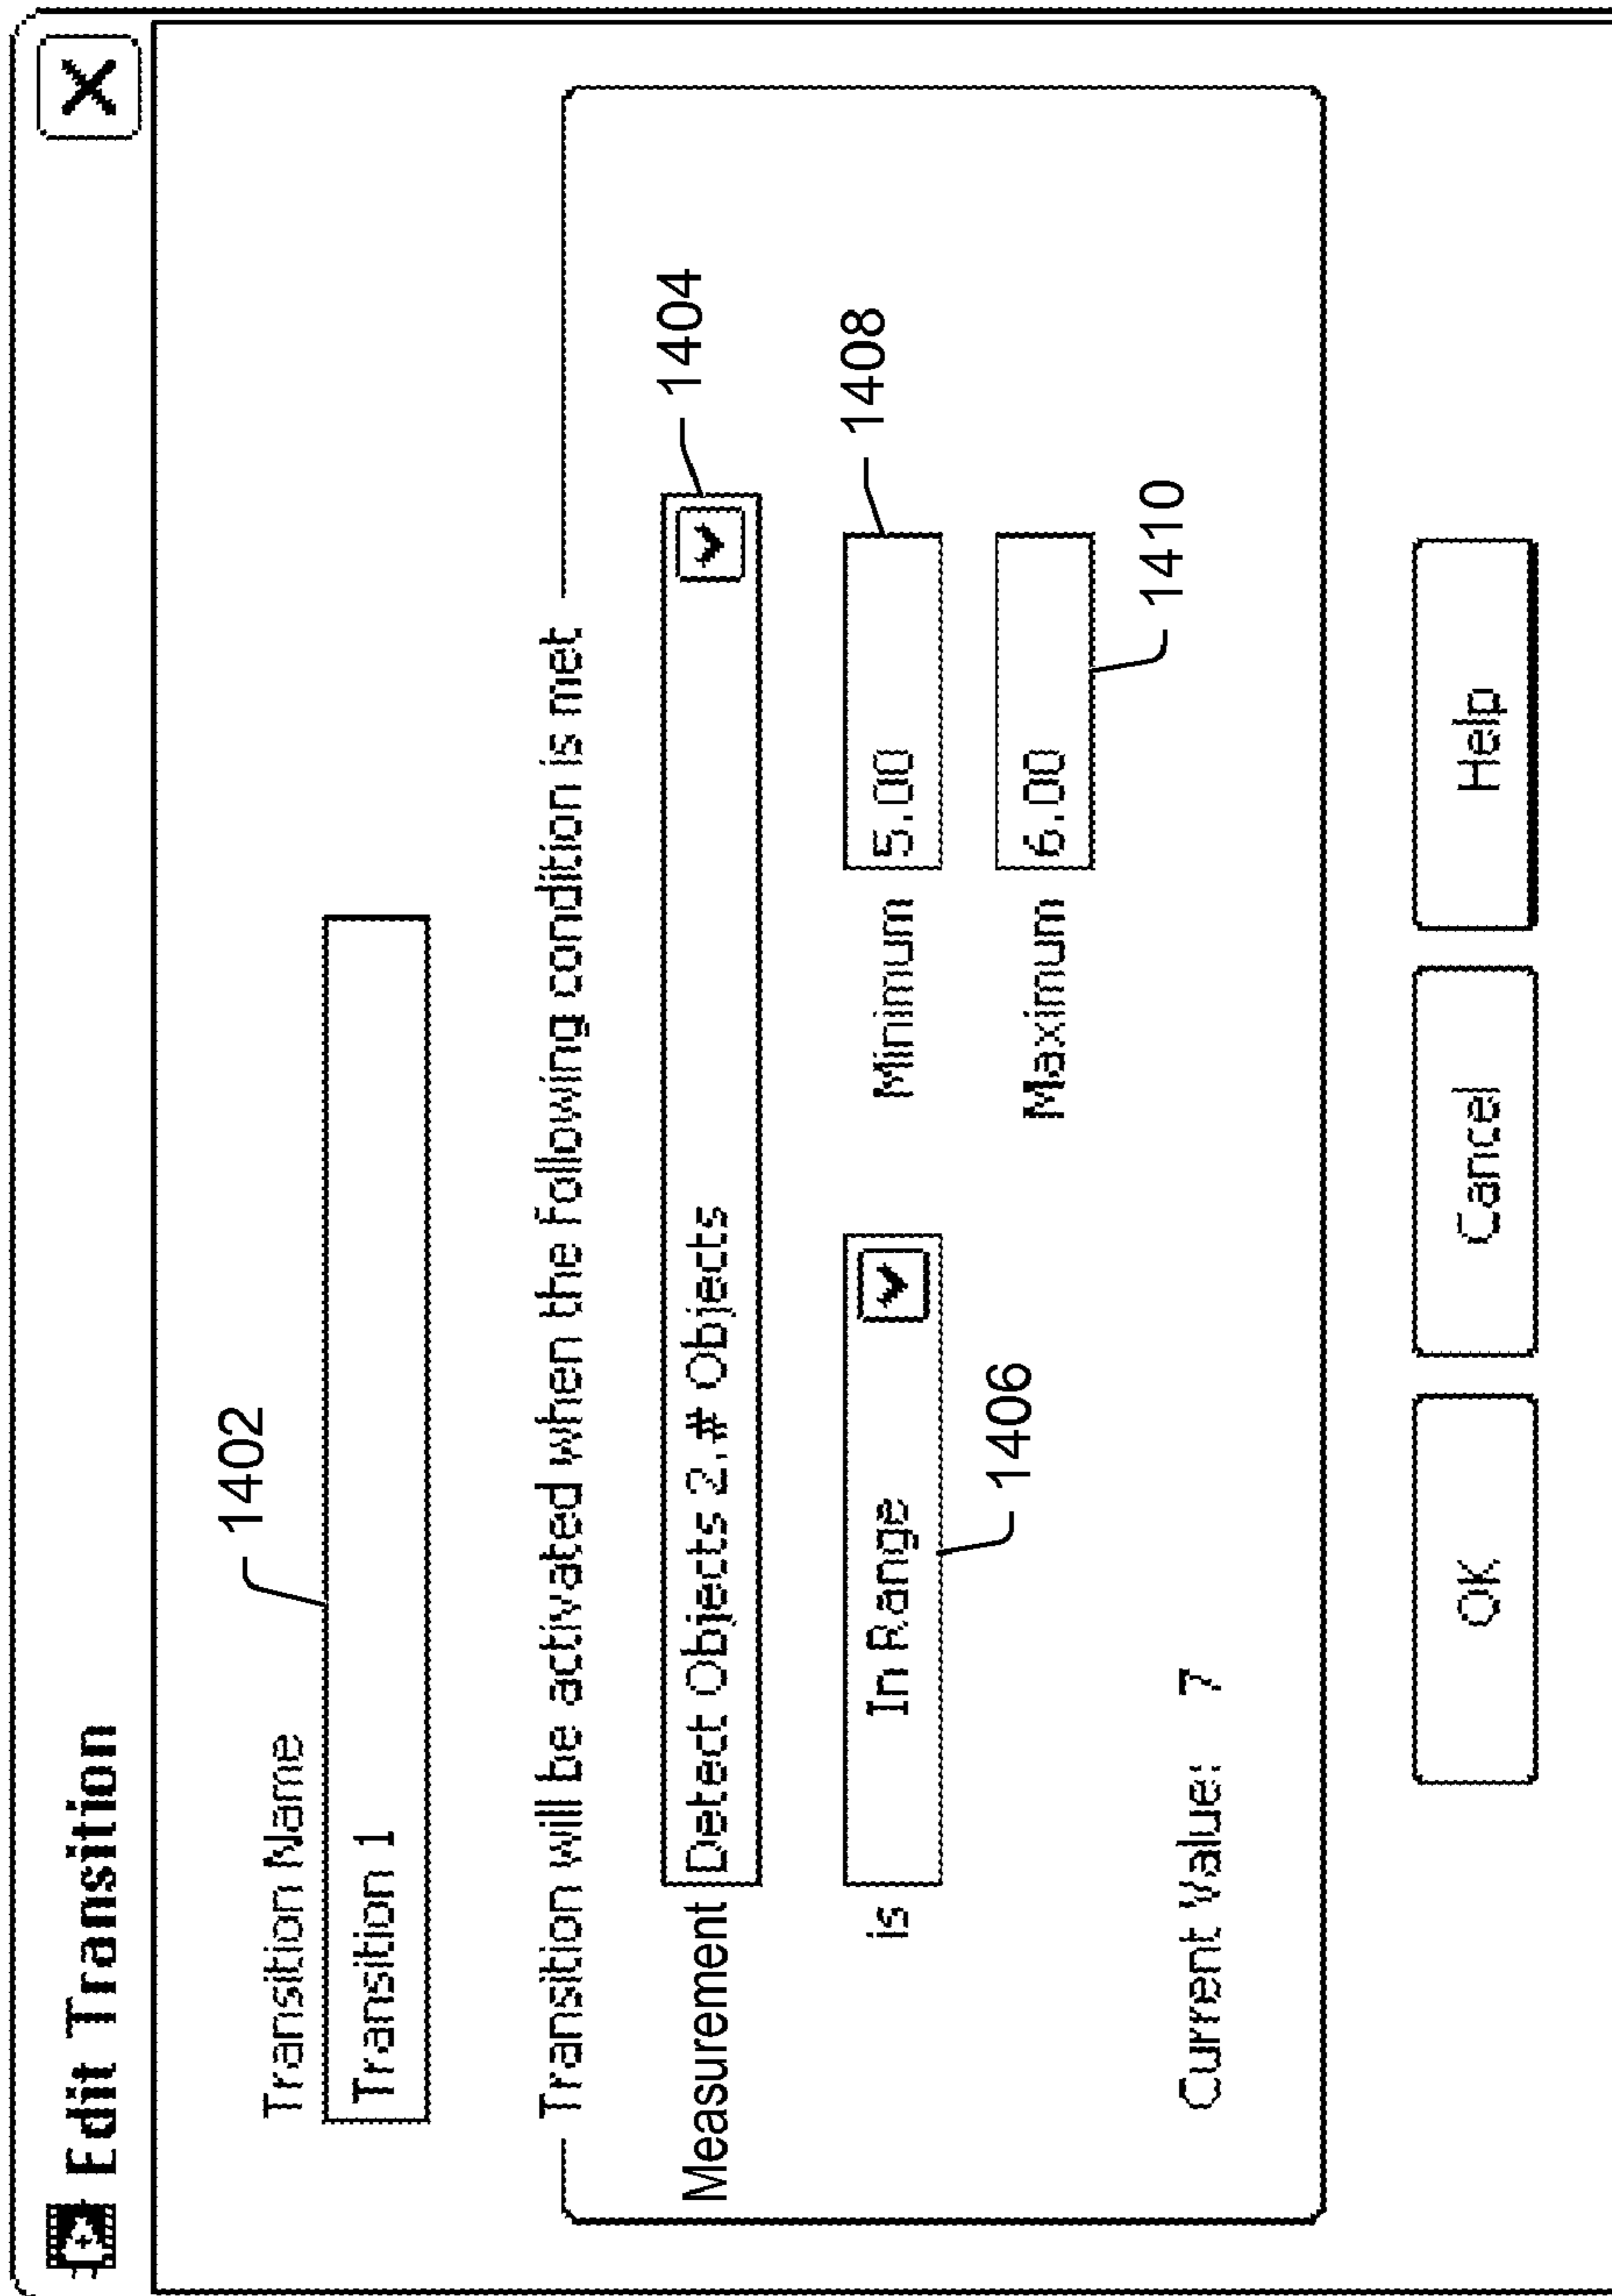 Edit Transition
1402
Transition Name
Transition 1
Transition will be activated when the following condition is met
Measurement Detect Objects 2.# Objects
1404
is In Range Minimum 5.00
1408
1406
Maximum 6.00
1410
Current Value: 7
OK Cancel Help